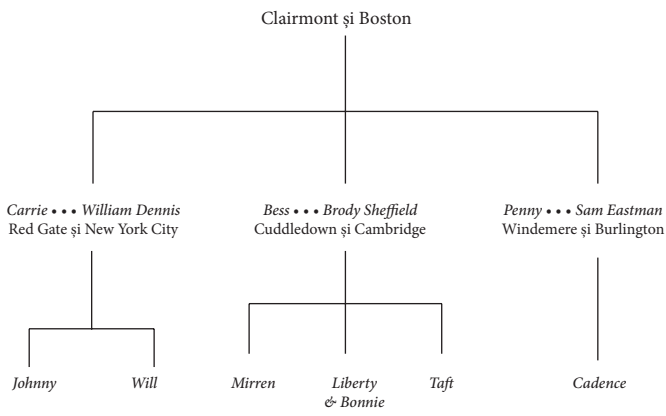 Clairmont și Boston
Carrie • • • William Dennis
Red Gate și New York City
Bess • • • Brody Sheffield
Cuddledown și Cambridge
Penny • • • Sam Eastman
Windemere și Burlington
Johnny
Will
Mirren
Liberty
& Bonnie
Taft
Cadence